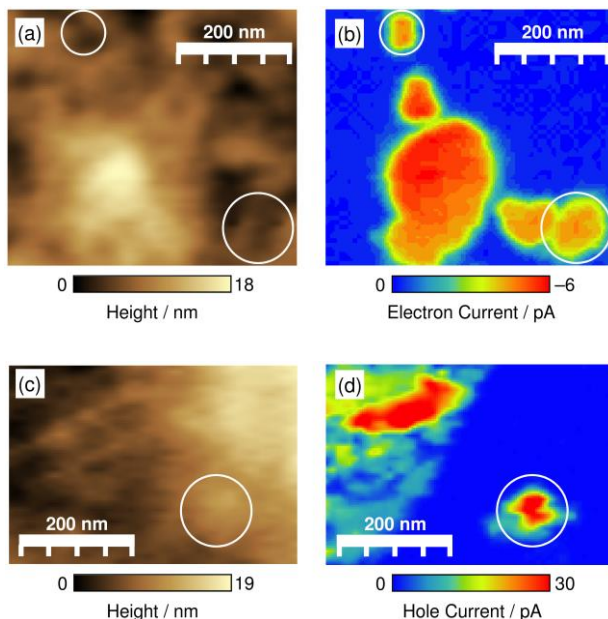 (a)
200 nm
(b)
200 nm
0
18
Height / nm
0
–6
Electron Current / pA
(c)
200 nm
(d)
200 nm
0
19
Height / nm
0
30
Hole Current / pA